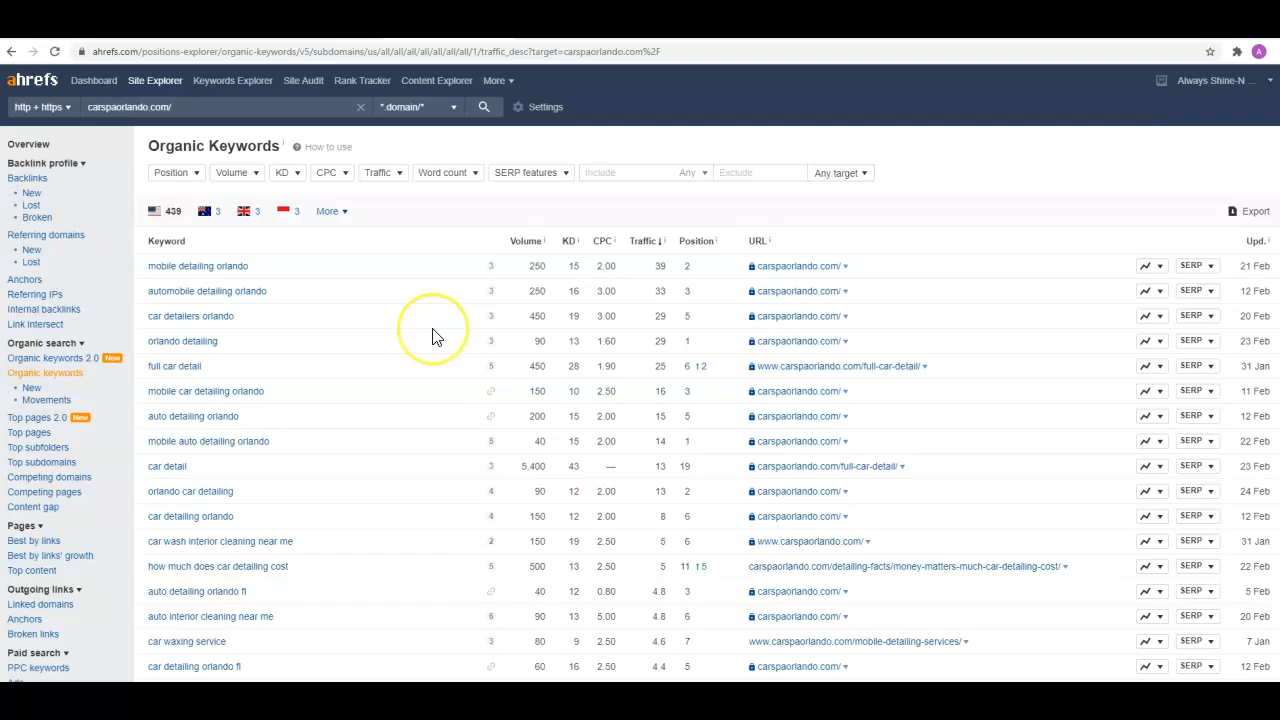 ahrefs.com/positions-explorer/organic-keywords/v5/subdomains/us/all/all/all/all/all/all/all/1/traffic_desc?target=carspaorlando.com%2F A
ahrefs Dashboard Site Explorer Keywords Explorer Site Audit Rank Tracker Content Explorer More Always Shine-N ...
http + https carspaorlando.com/ *.domain/* Settings
Overview
Backlink profile
Backlinks
New
Lost
Broken
Referring domains
New
Lost
Anchors
Referring IPs
Internal backlinks
Link intersect
Organic search
Organic keywords 2.0 New
Organic keywords
New
Movements
Top pages 2.0 New
Top pages
Top subfolders
Top subdomains
Competing domains
Competing pages
Content gap
Pages
Best by links
Best by links' growth
Top content
Outgoing links
Linked domains
Anchors
Broken links
Paid search
PPC keywords
Organic Keywords i How to use
Position Volume KD CPC Traffic Word count SERP features Include Any Exclude Any target
439 3 3 3 More Export
Keyword Volume KD CPC Traffic Position URL Upd.
mobile detailing orlando 3 250 15 2.00 39 2 carspaorlando.com/ SERP 21 Feb
automobile detailing orlando 3 250 16 3.00 33 3 carspaorlando.com/ SERP 12 Feb
car detailers orlando 3 450 19 3.00 29 5 carspaorlando.com/ SERP 20 Feb
orlando detailing 3 90 13 1.60 29 1 carspaorlando.com/ SERP 23 Feb
full car detail 5 450 28 1.90 25 6 ↑2 www.carspaorlando.com/full-car-detail/ SERP 31 Jan
mobile car detailing orlando 150 10 2.50 16 3 carspaorlando.com/ SERP 11 Feb
auto detailing orlando 200 15 2.00 15 5 carspaorlando.com/ SERP 12 Feb
mobile auto detailing orlando 5 40 15 2.00 14 1 carspaorlando.com/ SERP 22 Feb
car detail 3 5,400 43 — 13 19 carspaorlando.com/full-car-detail/ SERP 23 Feb
orlando car detailing 4 90 12 2.00 13 2 carspaorlando.com/ SERP 24 Feb
car detailing orlando 4 150 12 2.00 8 6 carspaorlando.com/ SERP 12 Feb
car wash interior cleaning near me 2 150 19 2.50 5 6 www.carspaorlando.com/ SERP 31 Jan
how much does car detailing cost 5 500 13 2.50 5 11 ↑5 carspaorlando.com/detailing-facts/money-matters-much-car-detailing-cost/ SERP 22 Feb
auto detailing orlando fl 40 12 0.80 4.8 3 carspaorlando.com/ SERP 5 Feb
auto interior cleaning near me 6 90 13 5.00 4.8 6 carspaorlando.com/ SERP 20 Feb
car waxing service 3 80 9 2.50 4.6 7 www.carspaorlando.com/mobile-detailing-services/ SERP 7 Jan
car detailing orlando fl 60 16 2.50 4.4 5 carspaorlando.com/ SERP 12 Feb